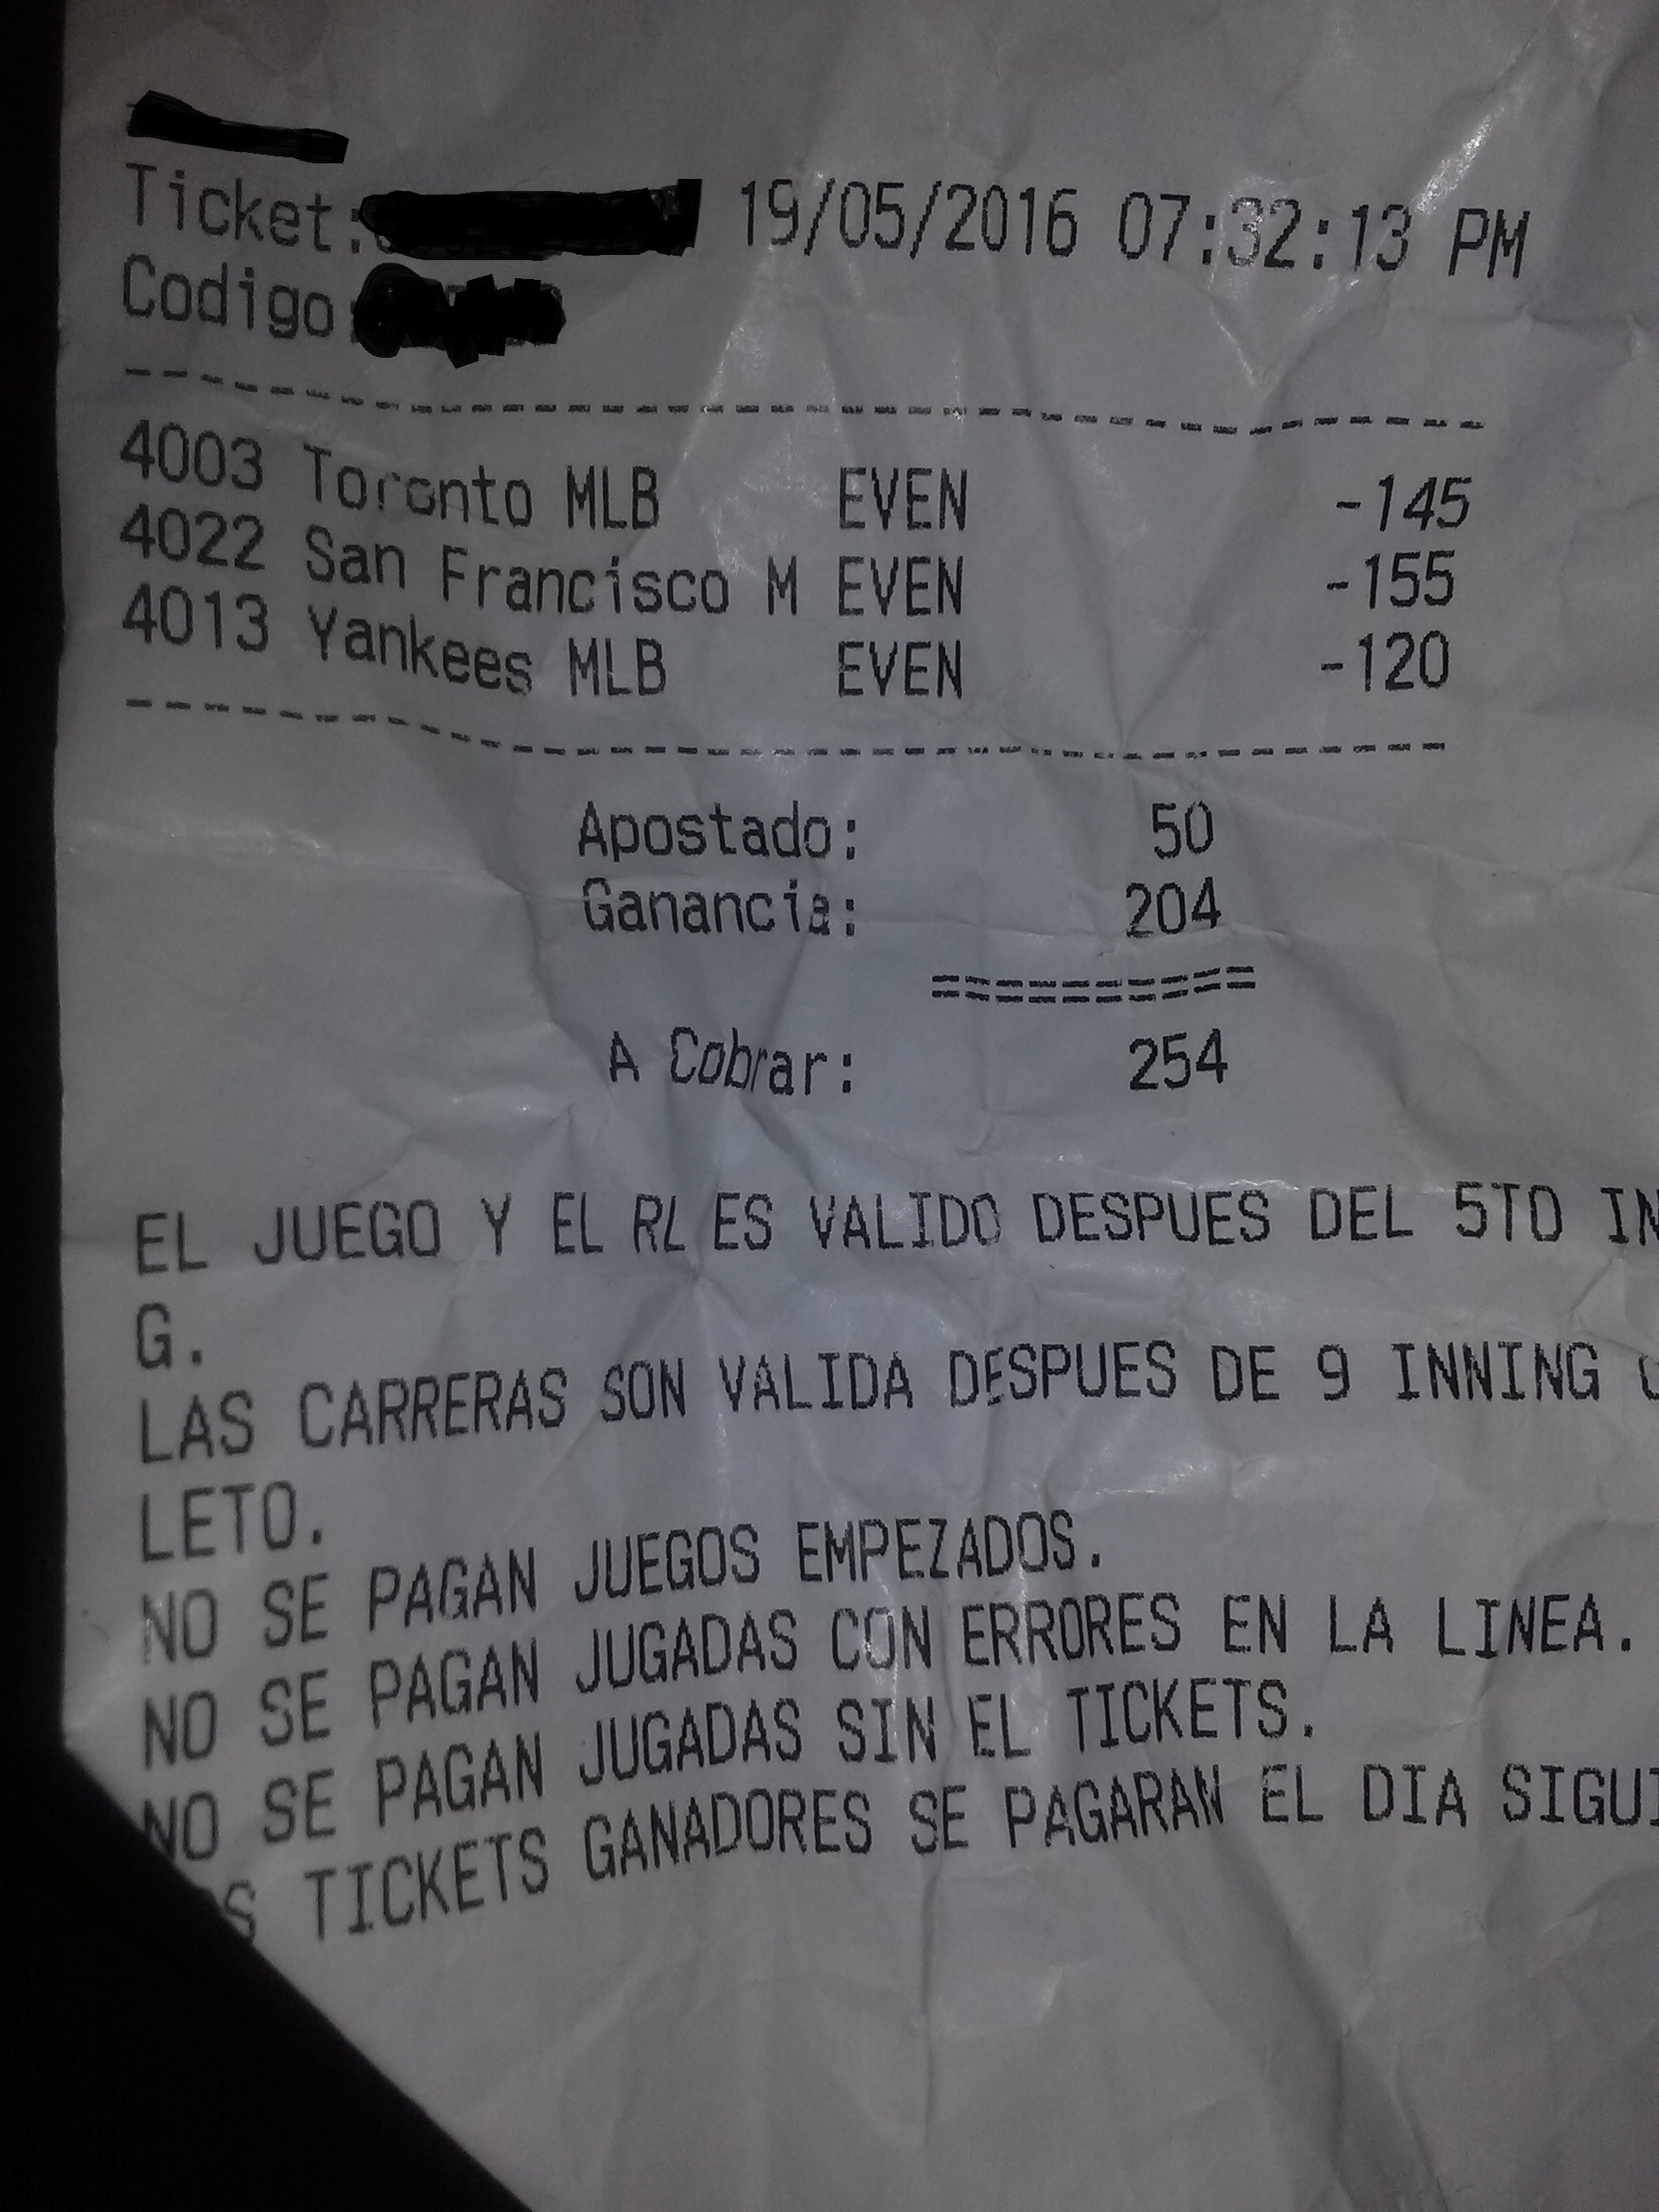 Ticket: 19/05/2016 07:32:13 PM
Codigo
--------------------------------------
4003 Toronto MLB EVEN -145
4022 San Francisco M EVEN -155
4013 Yankees MLB EVEN -120
--------------------------------------
Apostado: 50
Ganancia: 204
==========
A Cobrar: 254
EL JUEGO Y EL RL ES VALIDO DESPUES DEL 5TO IN
G.
LAS CARRERAS SON VALIDA DESPUES DE 9 INNING
LETO.
NO SE PAGAN JUEGOS EMPEZADOS.
NO SE PAGAN JUGADAS CON ERRORES EN LA LINEA.
NO SE PAGAN JUGADAS SIN EL TICKETS.
TICKETS GANADORES SE PAGARAN EL DIA SIGUI